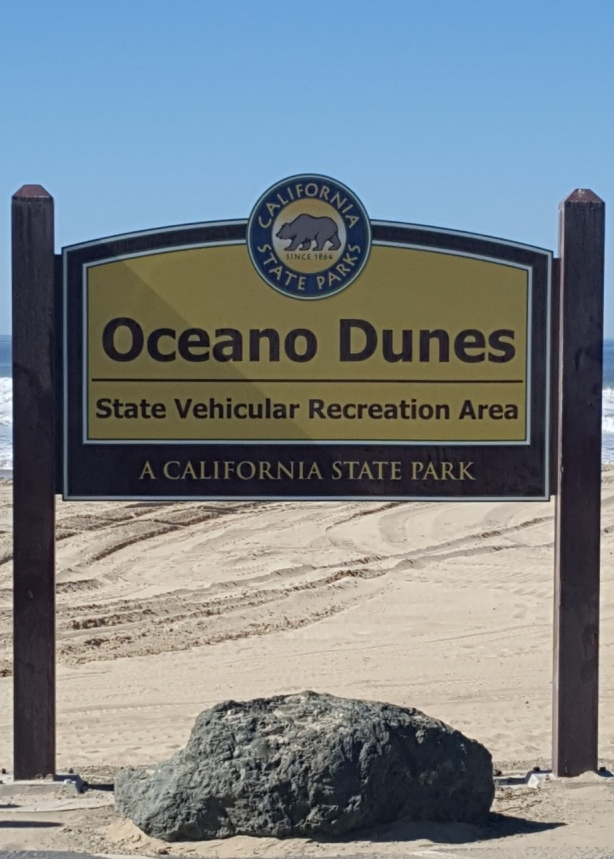 CALIFORNIA
SINCE 1864
STATE PARKS
Oceano Dunes
State Vehicular Recreation Area
A CALIFORNIA STATE PARK